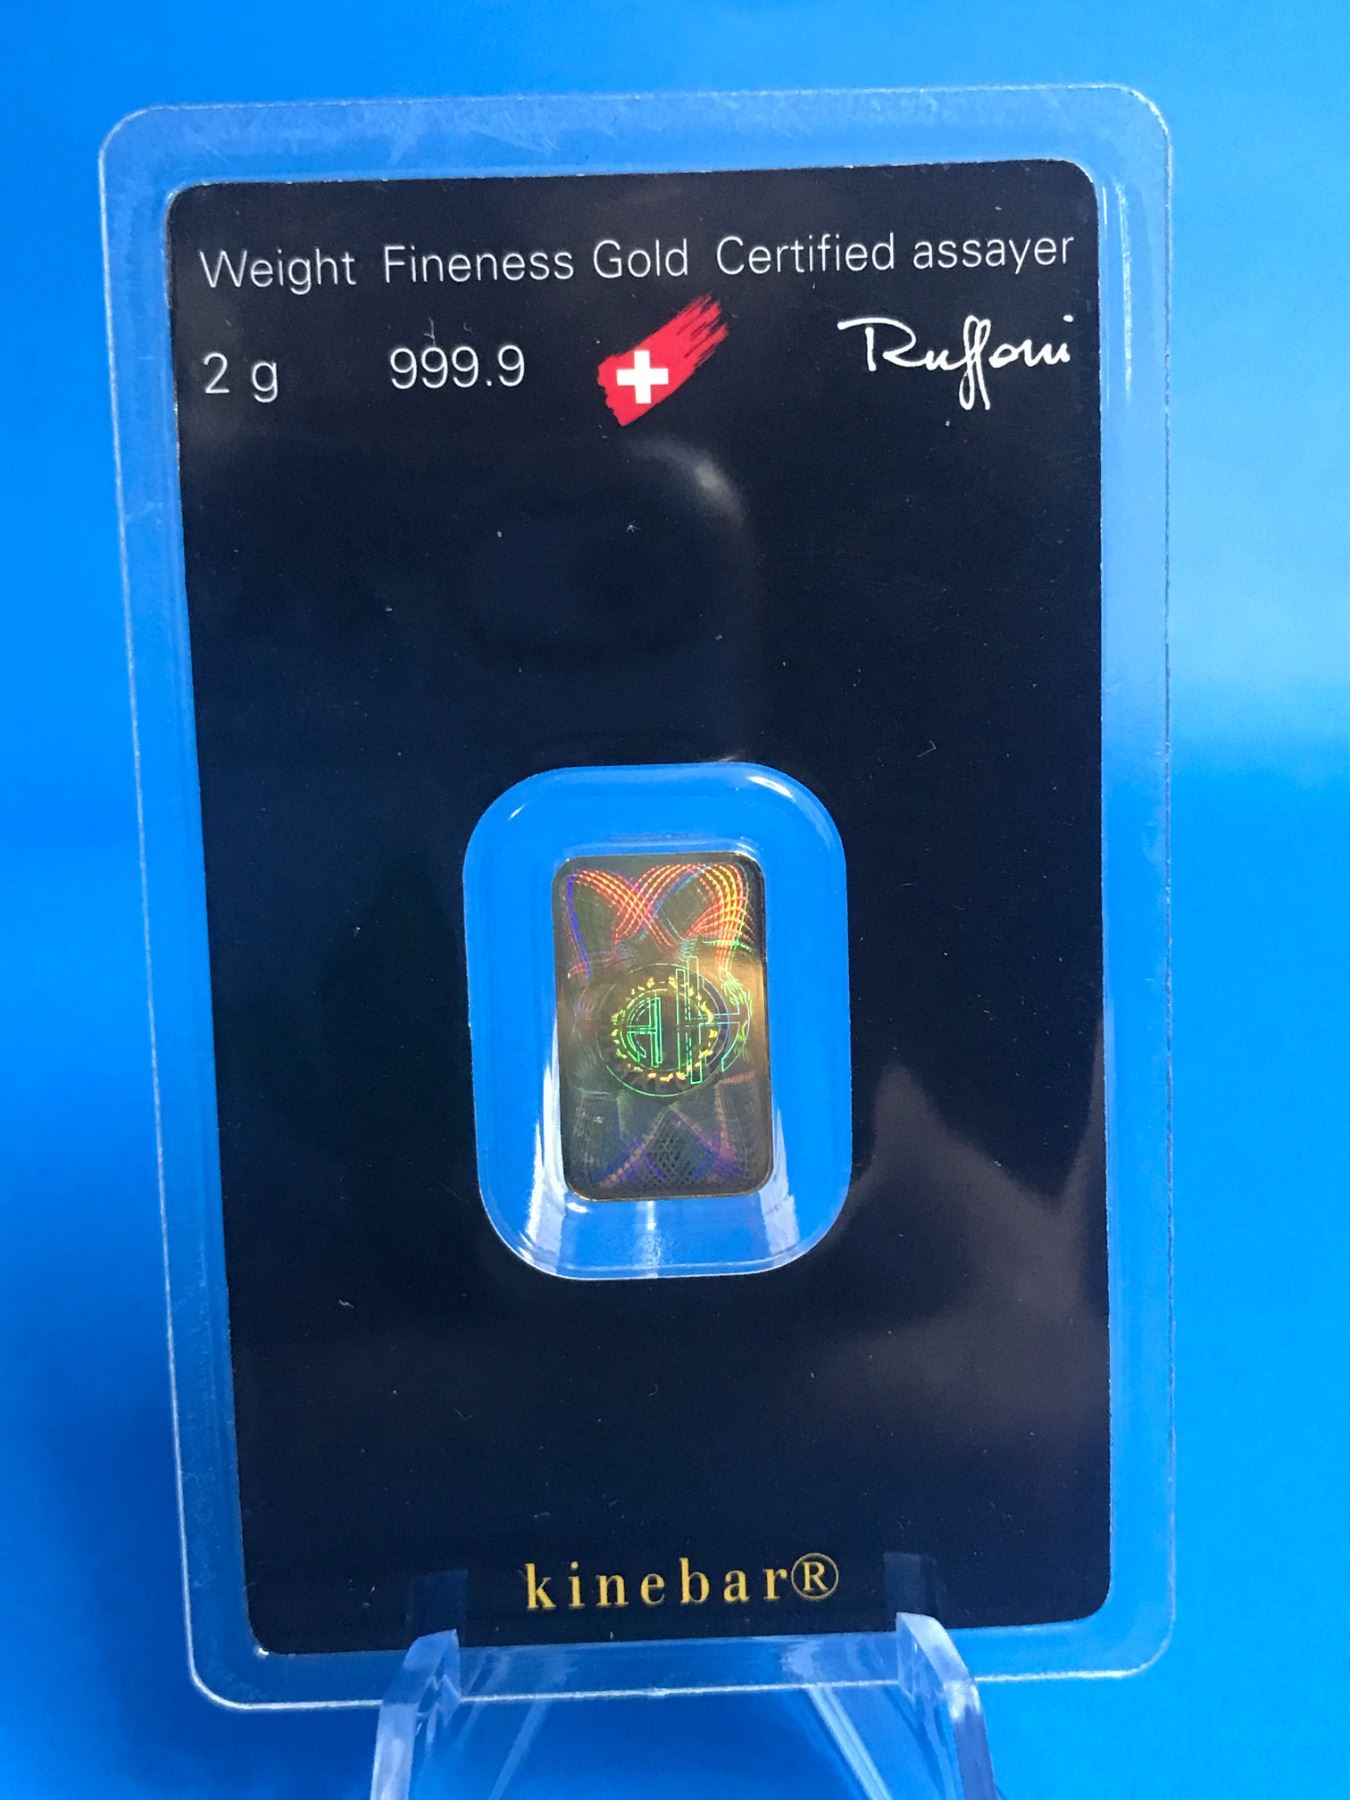 Weight Fineness Gold Certified assayer
2 g 999.9 Ruffoni
kinebar®